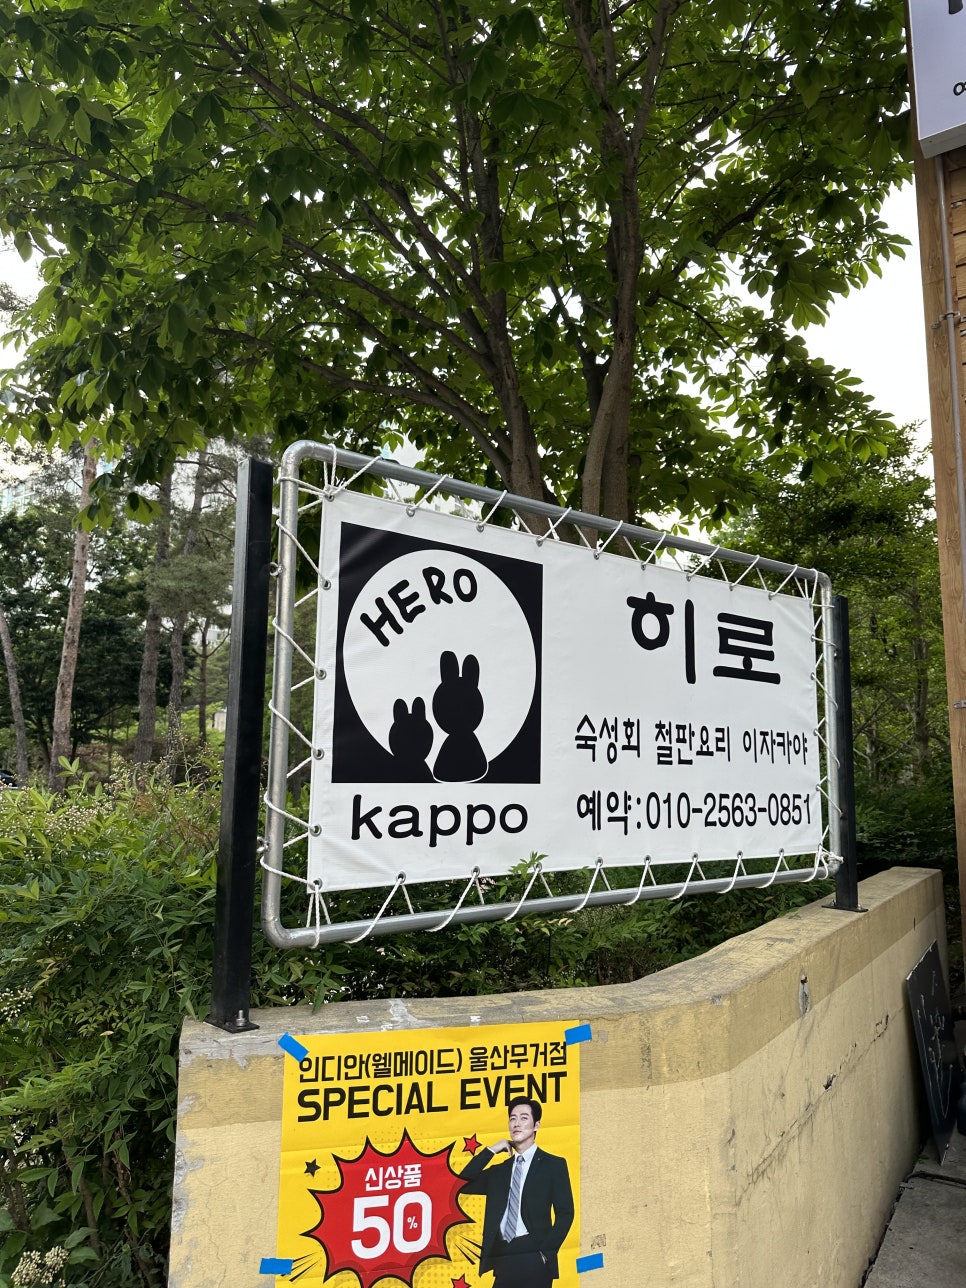 HERO
kappo
히로
숙성회 철판요리 이자카야
예약:010-2563-0851
인디안(웰메이드) 울산무거점
SPECIAL EVENT
신상품
50%